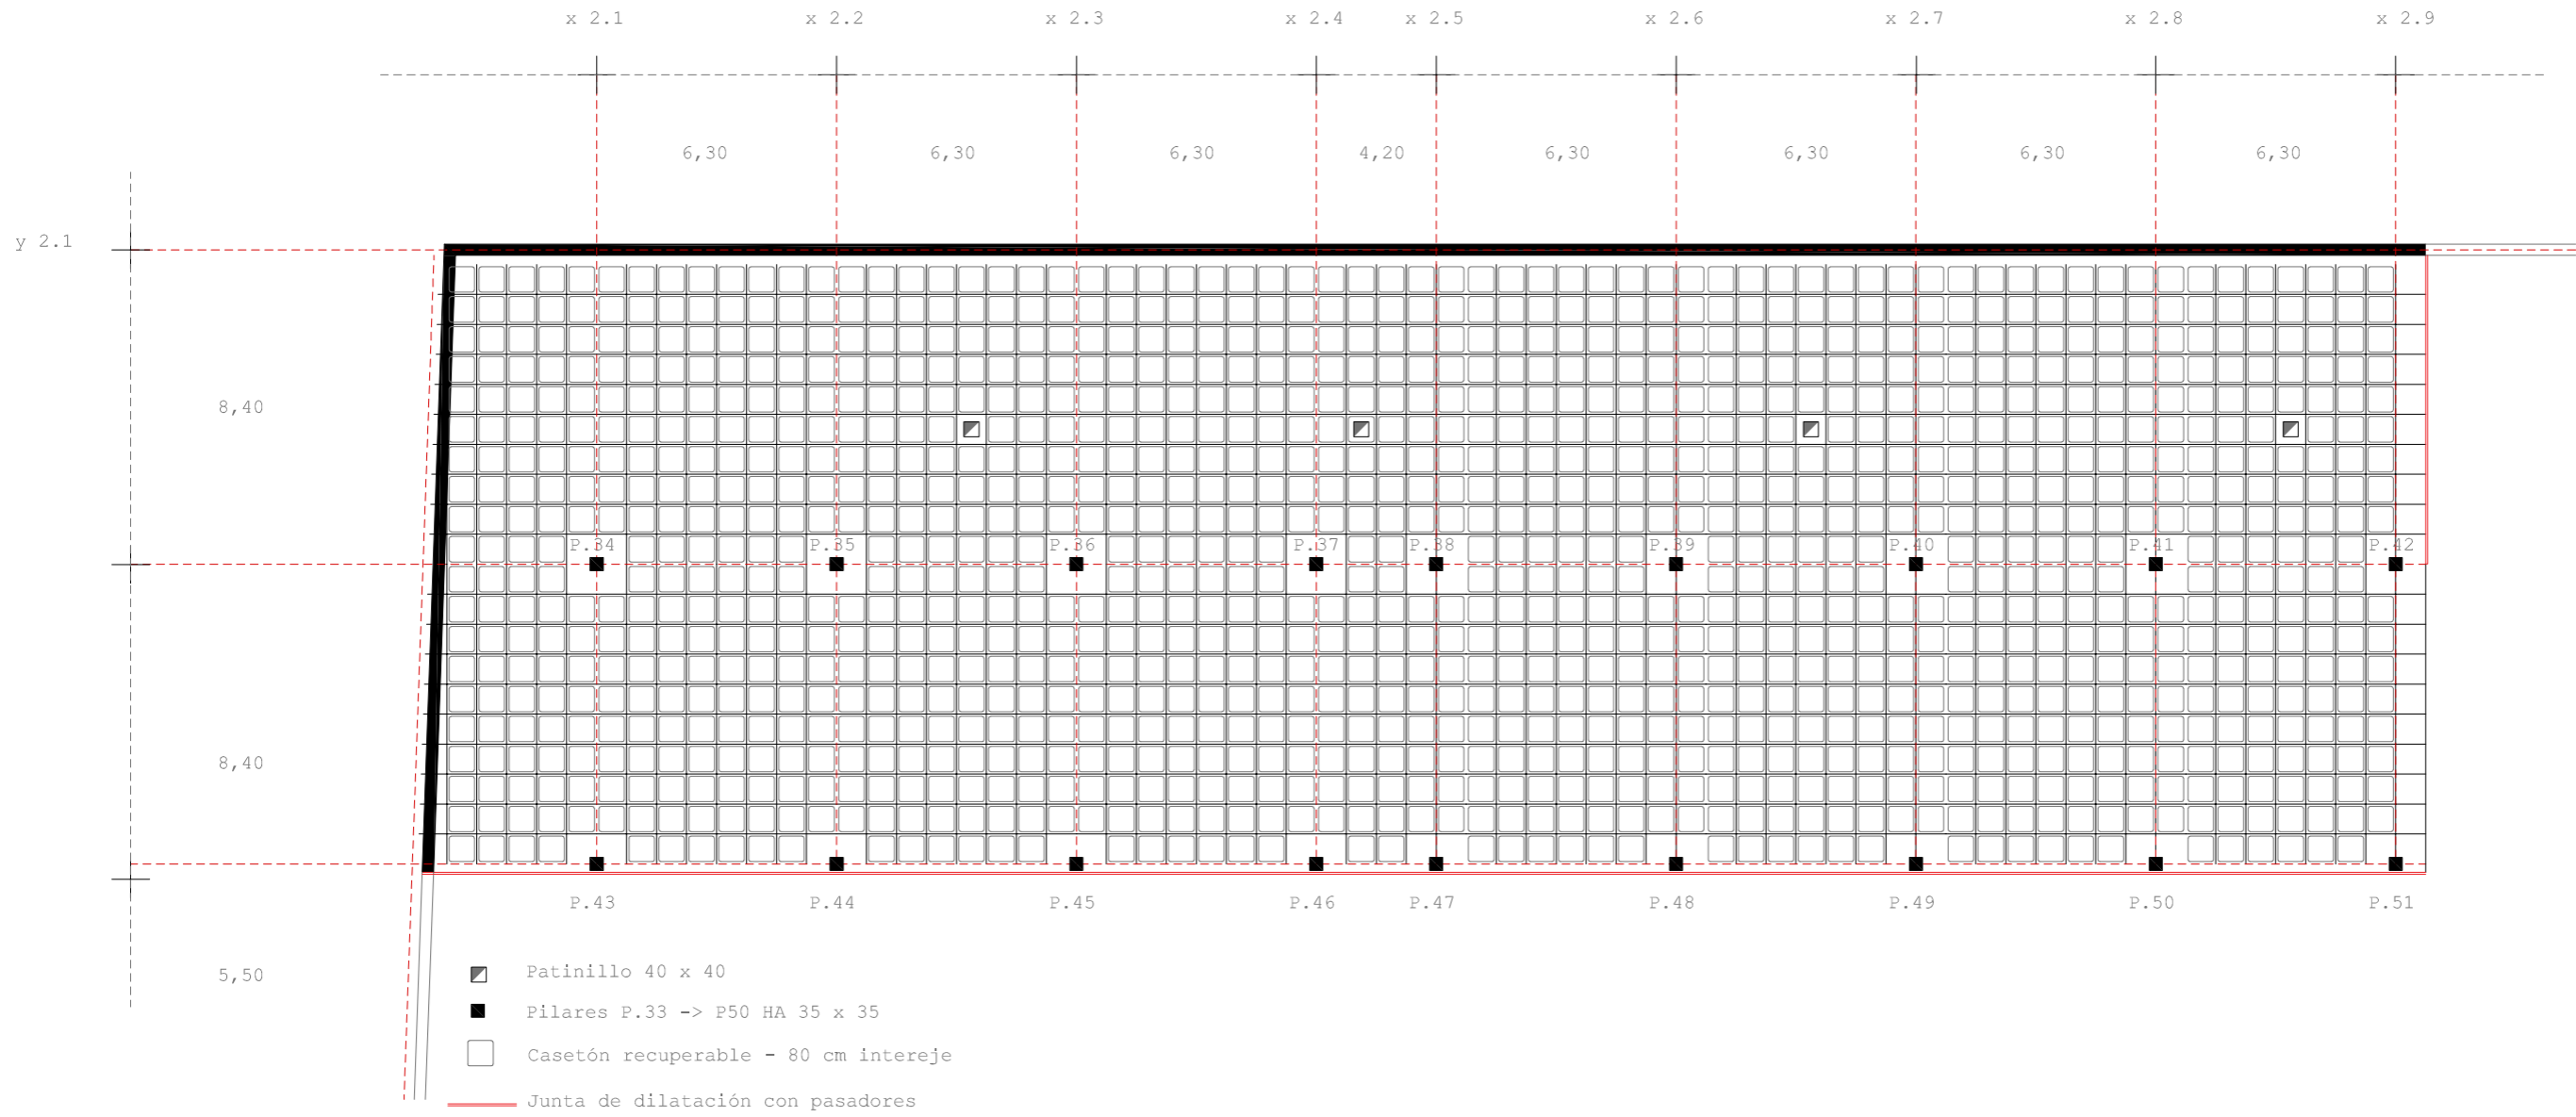 x 2.1 x 2.2 x 2.3 x 2.4 x 2.5 x 2.6 x 2.7 x 2.8 x 2.9
6,30 6,30 6,30 4,20 6,30 6,30 6,30 6,30
y 2.1
8,40
P.34 P.35 P.36 P.37 P.38 P.39 P.40 P.41 P.42
8,40
P.43 P.44 P.45 P.46 P.47 P.48 P.49 P.50 P.51
5,50
Patinillo 40 x 40
Pilares P.33 -> P50 HA 35 x 35
Casetón recuperable - 80 cm intereje
Junta de dilatación con pasadores